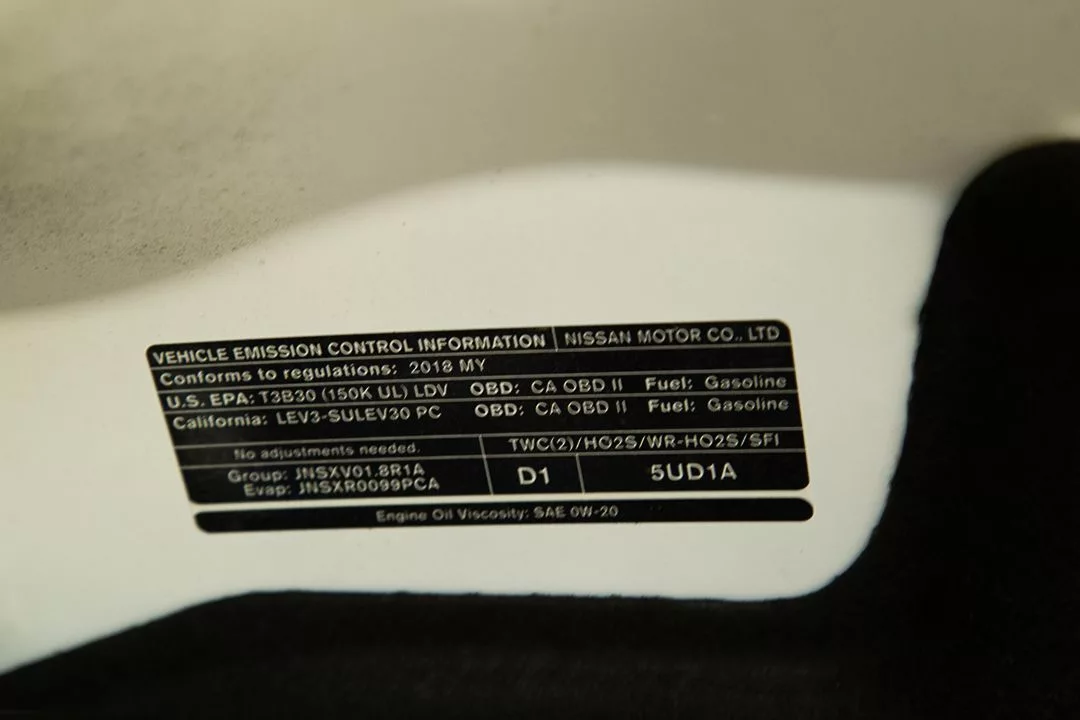 VEHICLE EMISSION CONTROL INFORMATION NISSAN MOTOR CO., LTD
Conforms to regulations: 2018 MY
U.S. EPA: T3B30 (150K UL) LDV OBD: CA OBD II Fuel: Gasoline
California: LEV3-SULEV30 PC OBD: CA OBD II Fuel: Gasoline
No adjustments needed. TWC(2)/HO2S/WR-HO2S/SFI
Group: JNSXV01.8R1A
Evap: JNSXR0099PCA
D1 5UD1A
Engine Oil Viscosity: SAE 0W-20